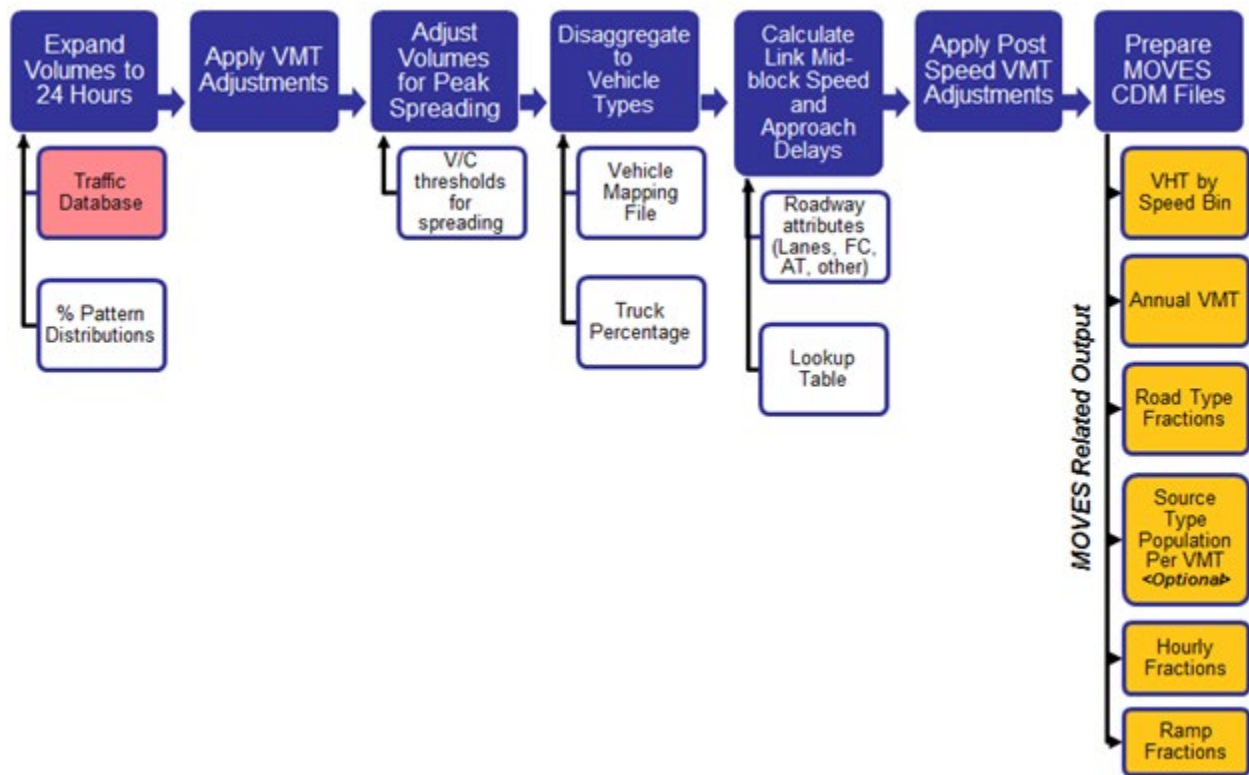 Expand
Volumes to
24 Hours
Apply VMT
Adjustments
Adjust
Volumes
for Peak
Spreading
Disaggregate
to
Vehicle
Types
Calculate
Link Mid-
block Speed
and
Approach
Delays
Apply Post
Speed VMT
Adjustments
Prepare
MOVES
CDM Files
Traffic
Database
% Pattern
Distributions
V/C
thresholds
for
spreading
Vehicle
Mapping
File
Truck
Percentage
Roadway
attributes
(Lanes, FC,
AT, other)
Lookup
Table
MOVES Related Output
VHT by
Speed Bin
Annual VMT
Road Type
Fractions
Source
Type
Population
Per VMT
<Optional>
Hourly
Fractions
Ramp
Fractions